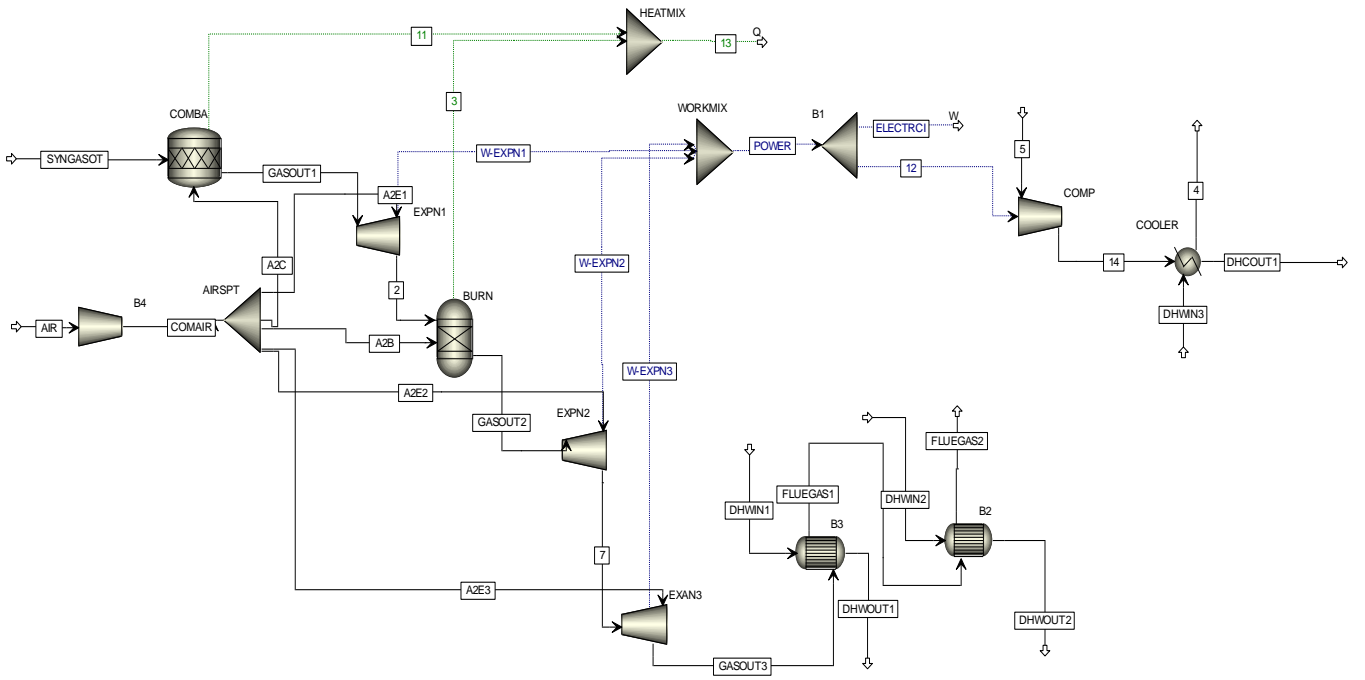 HEATMIX
11
13
Q
3
COMBA
WORKMIX
B1
ELECTRCI
W
SYNGASOT
W-EXPN1
POWER
5
GASOUT1
12
A2E1
EXPN1
COMP
4
COOLER
A2C
W-EXPN2
14
DHCOUT1
AIRSPT
2
BURN
B4
DHWIN3
AIR
COMAIR
A2B
W-EXPN3
A2E2
EXPN2
GASOUT2
FLUEGAS2
FLUEGAS1
DHWIN2
DHWIN1
B3
B2
7
A2E3
EXAN3
DHWOUT1
DHWOUT2
GASOUT3